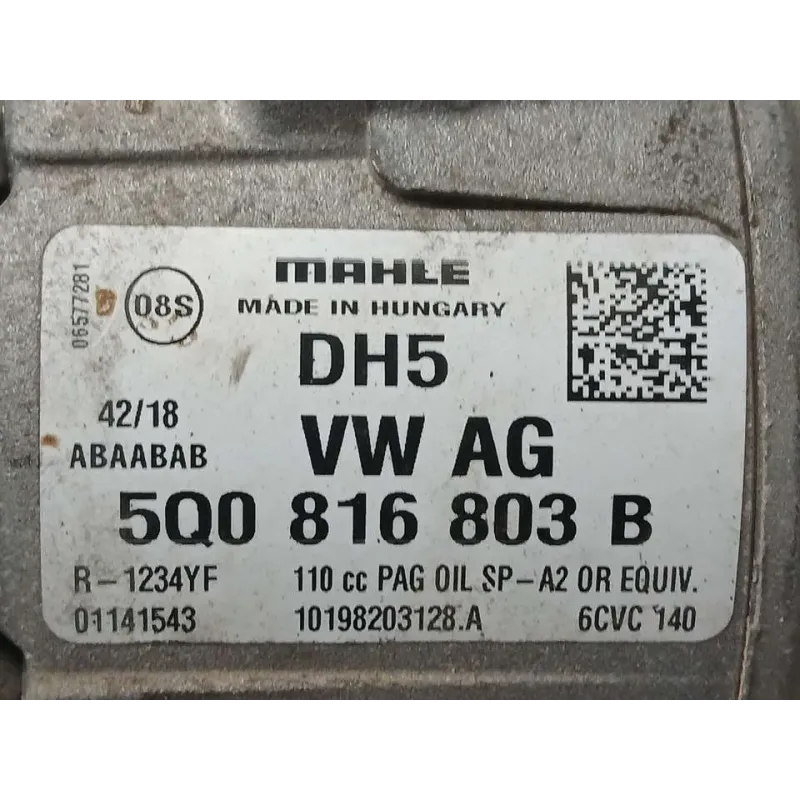 MAHLE
06577281
08S
MADE IN HUNGARY
DH5
42/18
VW AG
ABAABAB
5Q0 816 803 B
R-1234YF 110 cc PAG OIL SP-A2 OR EQUIV.
01141543 10198203128.A 6CVC 140